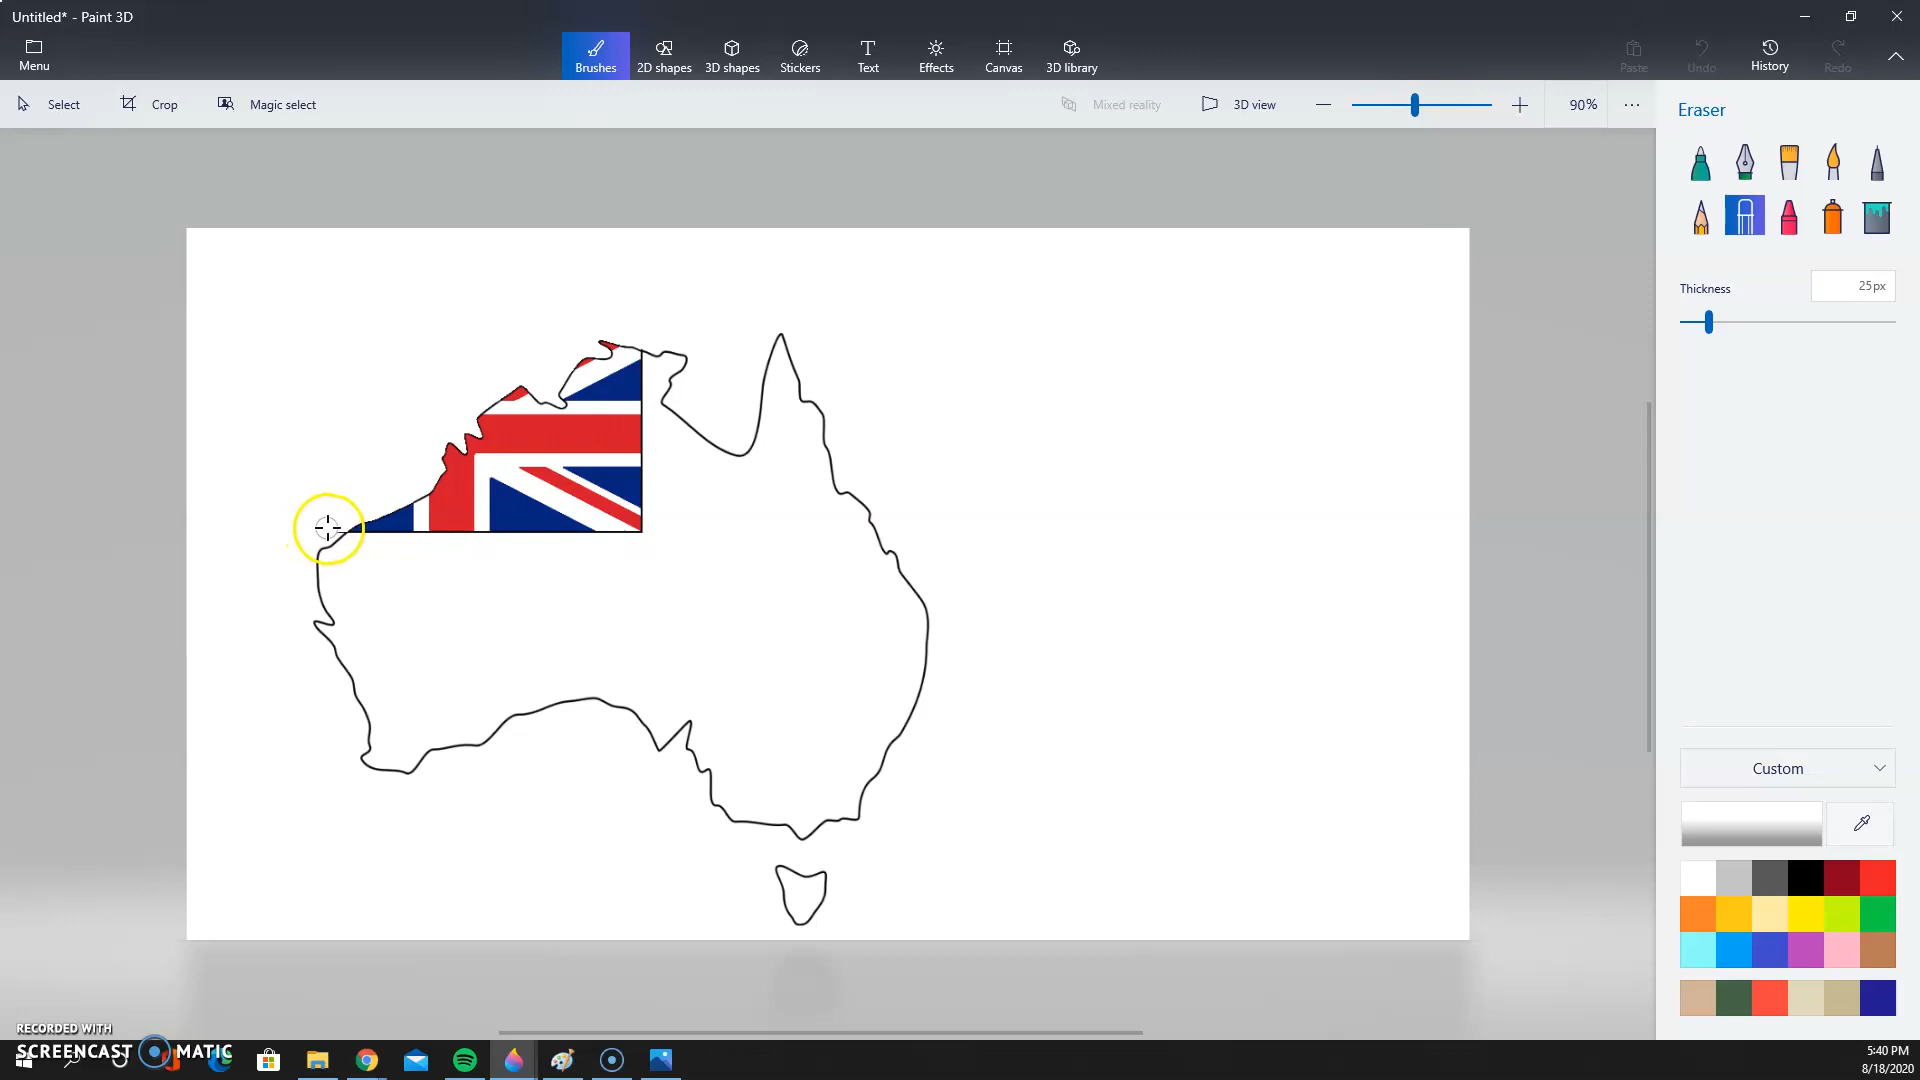 Untitled* - Paint 3D
Menu
Brushes
2D shapes
3D shapes
Stickers
Text
Effects
Canvas
3D library
Paste
Undo
History
Redo
Select
Crop
Magic select
Mixed reality
3D view
90%
Eraser
Thickness
25px
Custom
RECORDED WITH
SCREENCAST MATIC
5:40 PM
8/18/2020